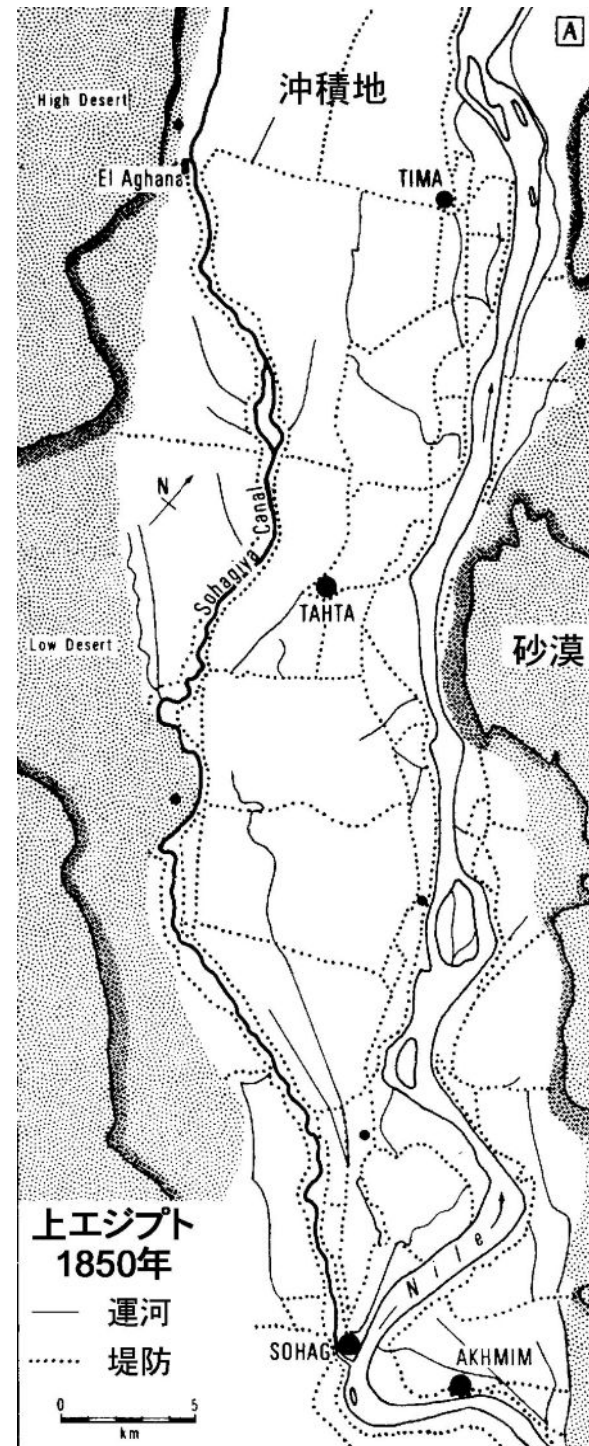 A
沖積地
High Desert
El Aghana
TIMA
N
Sohagiya Canal
TAHTA
Low Desert
砂漠
上エジプト
1850年
運河
堤防
Nile
SOHAG
AKHMIM
0 5
km